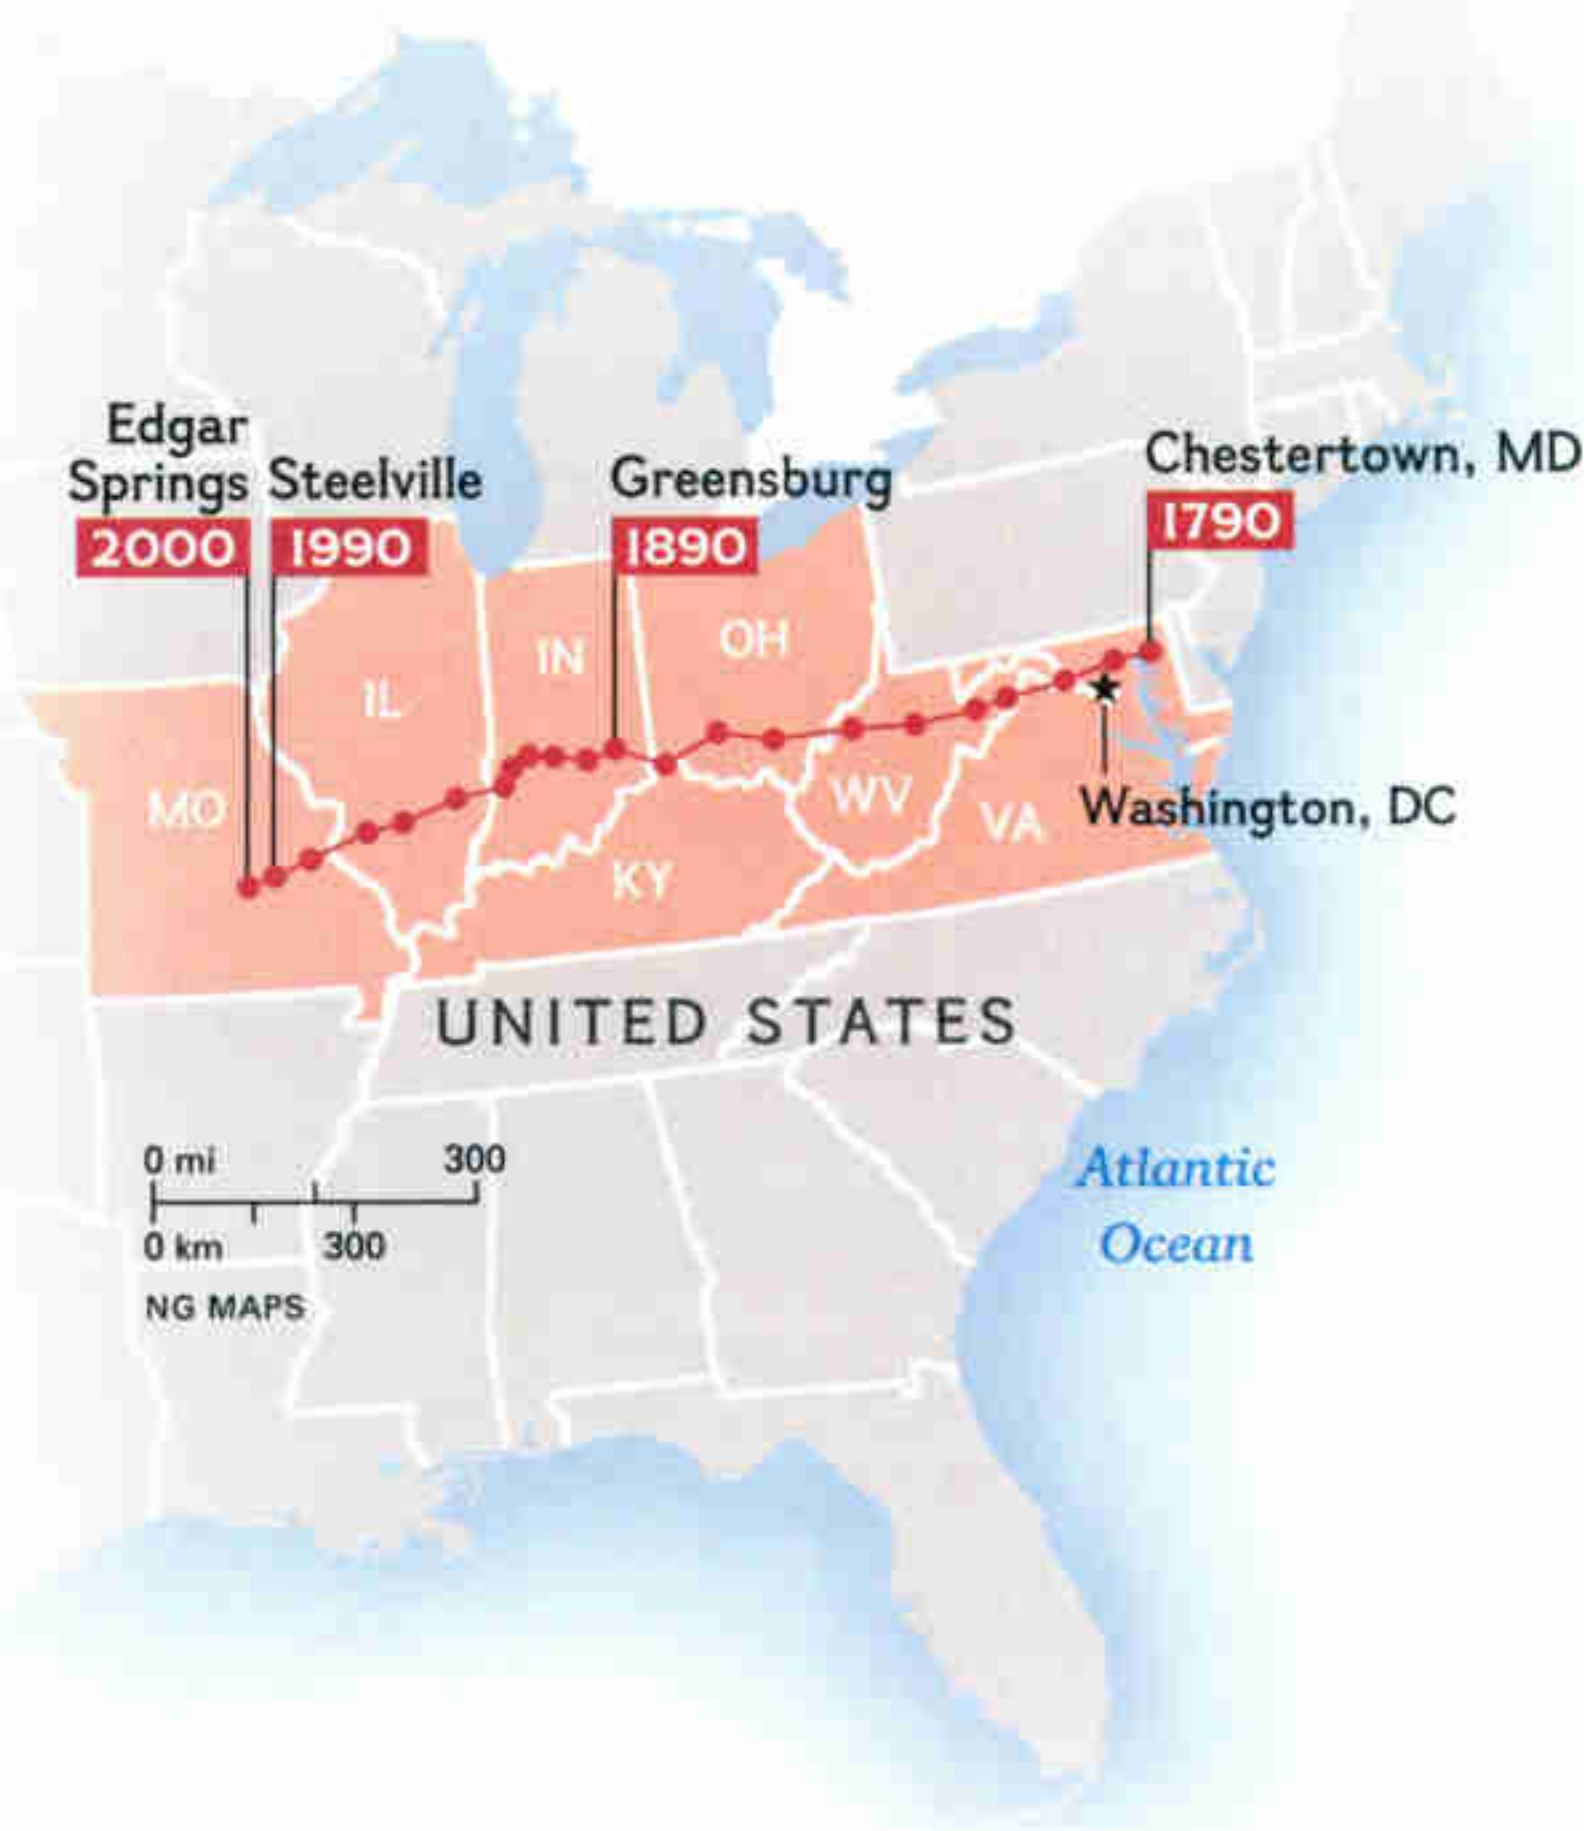 Edgar
Springs
2000
Steelville
1990
Greensburg
1890
Chestertown, MD
1790
IL
IN
OH
MO
WV
VA
KY
Washington, DC
UNITED STATES
0 mi 300
0 km 300
NG MAPS
Atlantic
Ocean